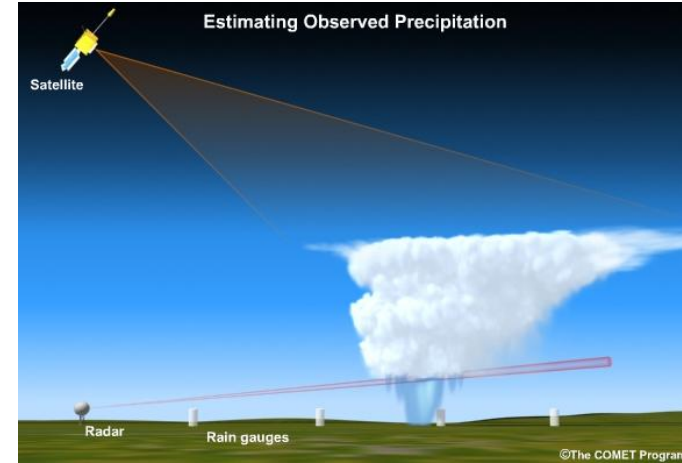 Estimating Observed Precipitation
Satellite
Radar
Rain gauges
©The COMET Program